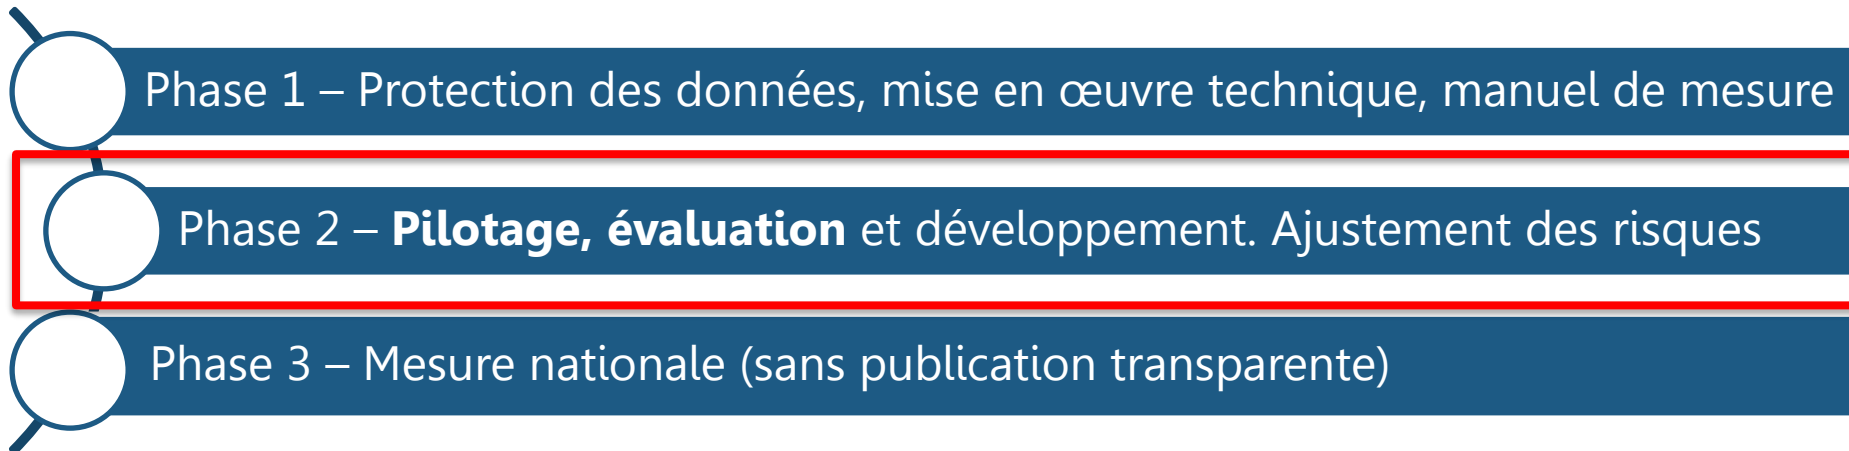 Phase 1 – Protection des données, mise en œuvre technique, manuel de mesure
Phase 2 – Pilotage, évaluation et développement. Ajustement des risques
Phase 3 – Mesure nationale (sans publication transparente)